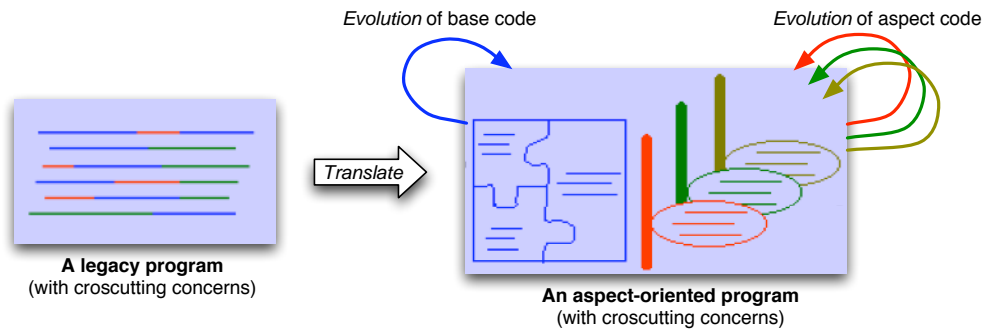 Evolution of base code
Evolution of aspect code
Translate
A legacy program
(with croscutting concerns)
An aspect-oriented program
(with croscutting concerns)